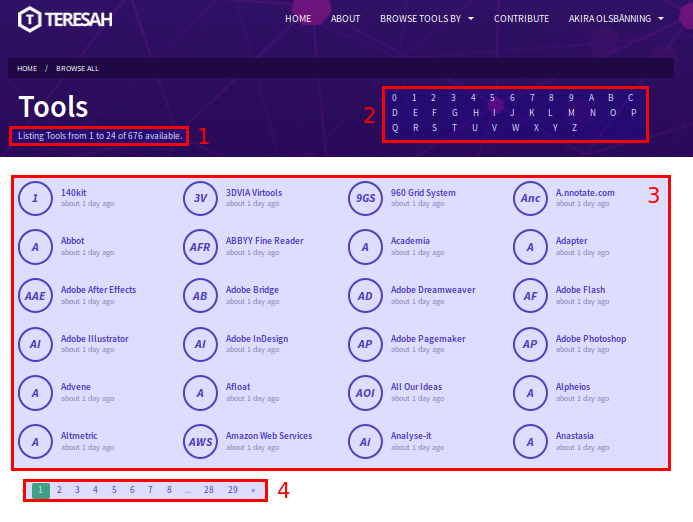 TERESAH
HOME ABOUT BROWSE TOOLS BY CONTRIBUTE AKIRA OLSBÄNNING
HOME / BROWSE ALL
Tools
Listing Tools from 1 to 24 of 676 available.
1
2
0 1 2 3 4 5 6 7 8 9 A B C
D E F G H I J K L M N O P
Q R S T U V W X Y Z
3
1 140kit
about 1 day ago
3V 3DVIA Virtools
about 1 day ago
9GS 960 Grid System
about 1 day ago
Anc A.nnotate.com
about 1 day ago
A Abbot
about 1 day ago
AFR ABBYY Fine Reader
about 1 day ago
A Academia
about 1 day ago
A Adapter
about 1 day ago
AAE Adobe After Effects
about 1 day ago
AB Adobe Bridge
about 1 day ago
AD Adobe Dreamweaver
about 1 day ago
AF Adobe Flash
about 1 day ago
AI Adobe Illustrator
about 1 day ago
AI Adobe InDesign
about 1 day ago
AP Adobe Pagemaker
about 1 day ago
AP Adobe Photoshop
about 1 day ago
A Advene
about 1 day ago
A Afloat
about 1 day ago
AOI All Our Ideas
about 1 day ago
A Alpheios
about 1 day ago
A Altmetric
about 1 day ago
AWS Amazon Web Services
about 1 day ago
Ai Analyse-it
about 1 day ago
A Anastasia
about 1 day ago
1 2 3 4 5 6 7 8 ... 28 29 »
4